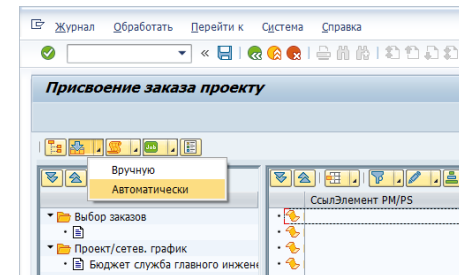 Журнал Обработать Перейти к Система Справка
Присвоение заказа проекту
Job
Вручную
Автоматически
СсылЭлемент PM/PS
Выбор заказов
Проект/сетев. график
Бюджет служба главного инжене